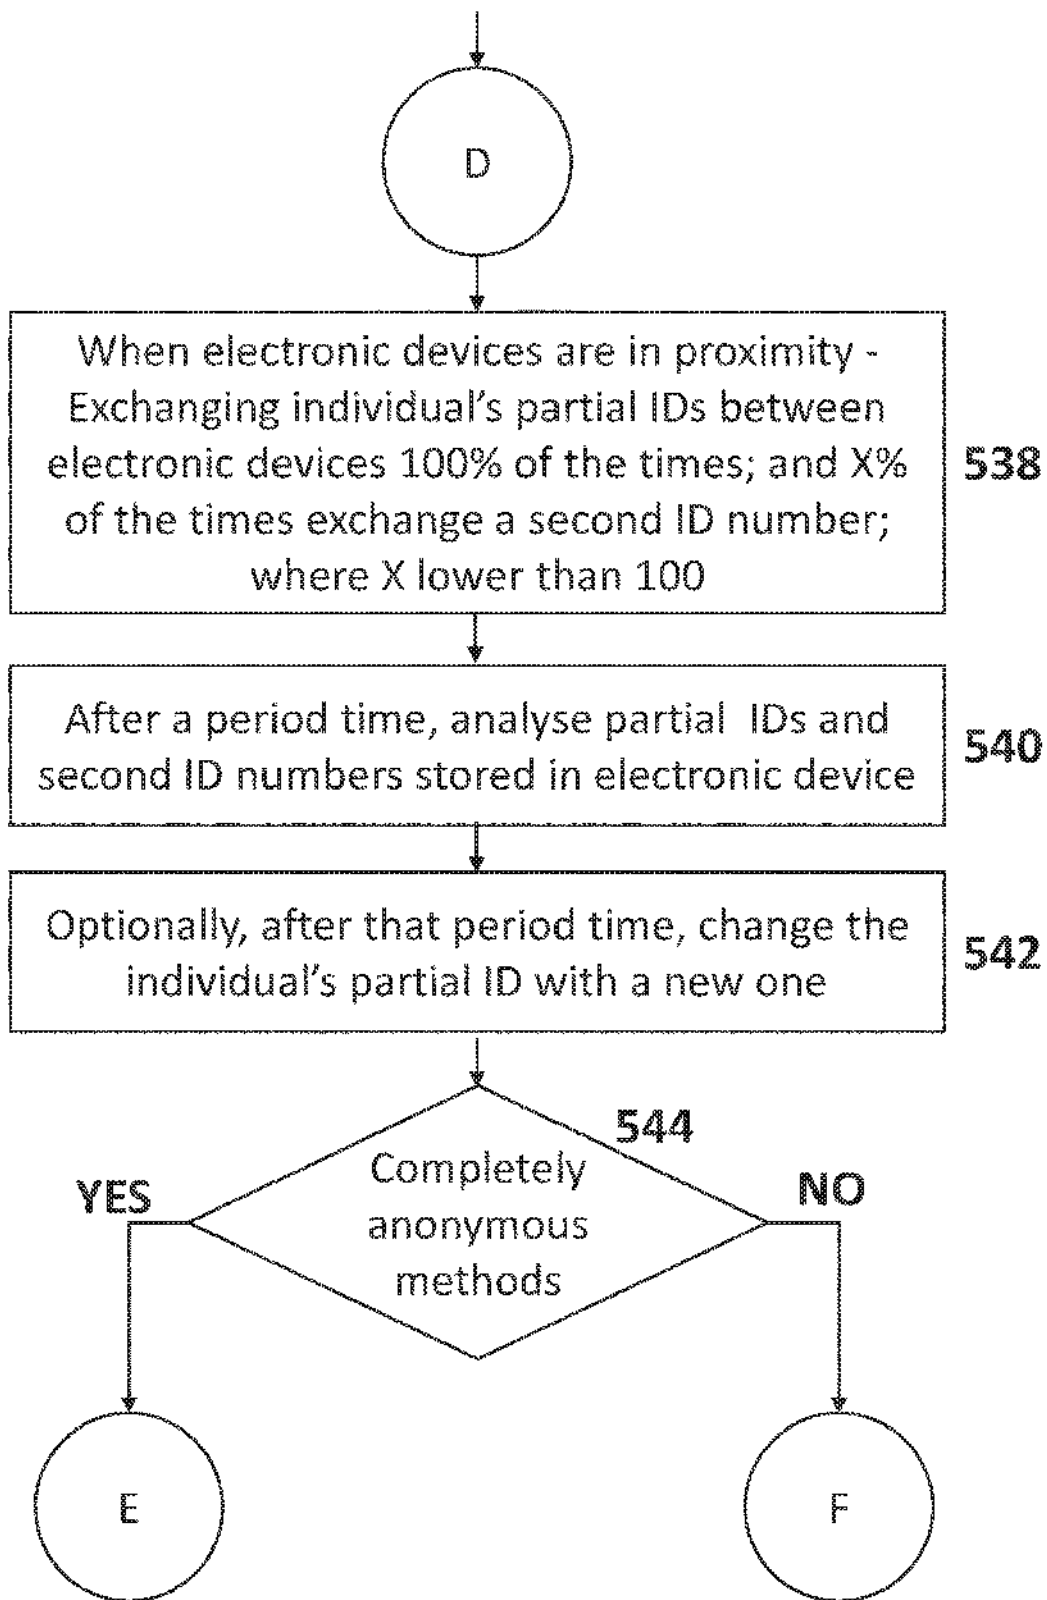 D
When electronic devices are in proximity -
Exchanging individual's partial IDs between
electronic devices 100% of the times; and X%
of the times exchange a second ID number;
where X lower than 100
538
After a period time, analyse partial IDs and
second ID numbers stored in electronic device
540
Optionally, after that period time, change the
individual's partial ID with a new one
542
544
Completely
anonymous
methods
YES
NO
E
F